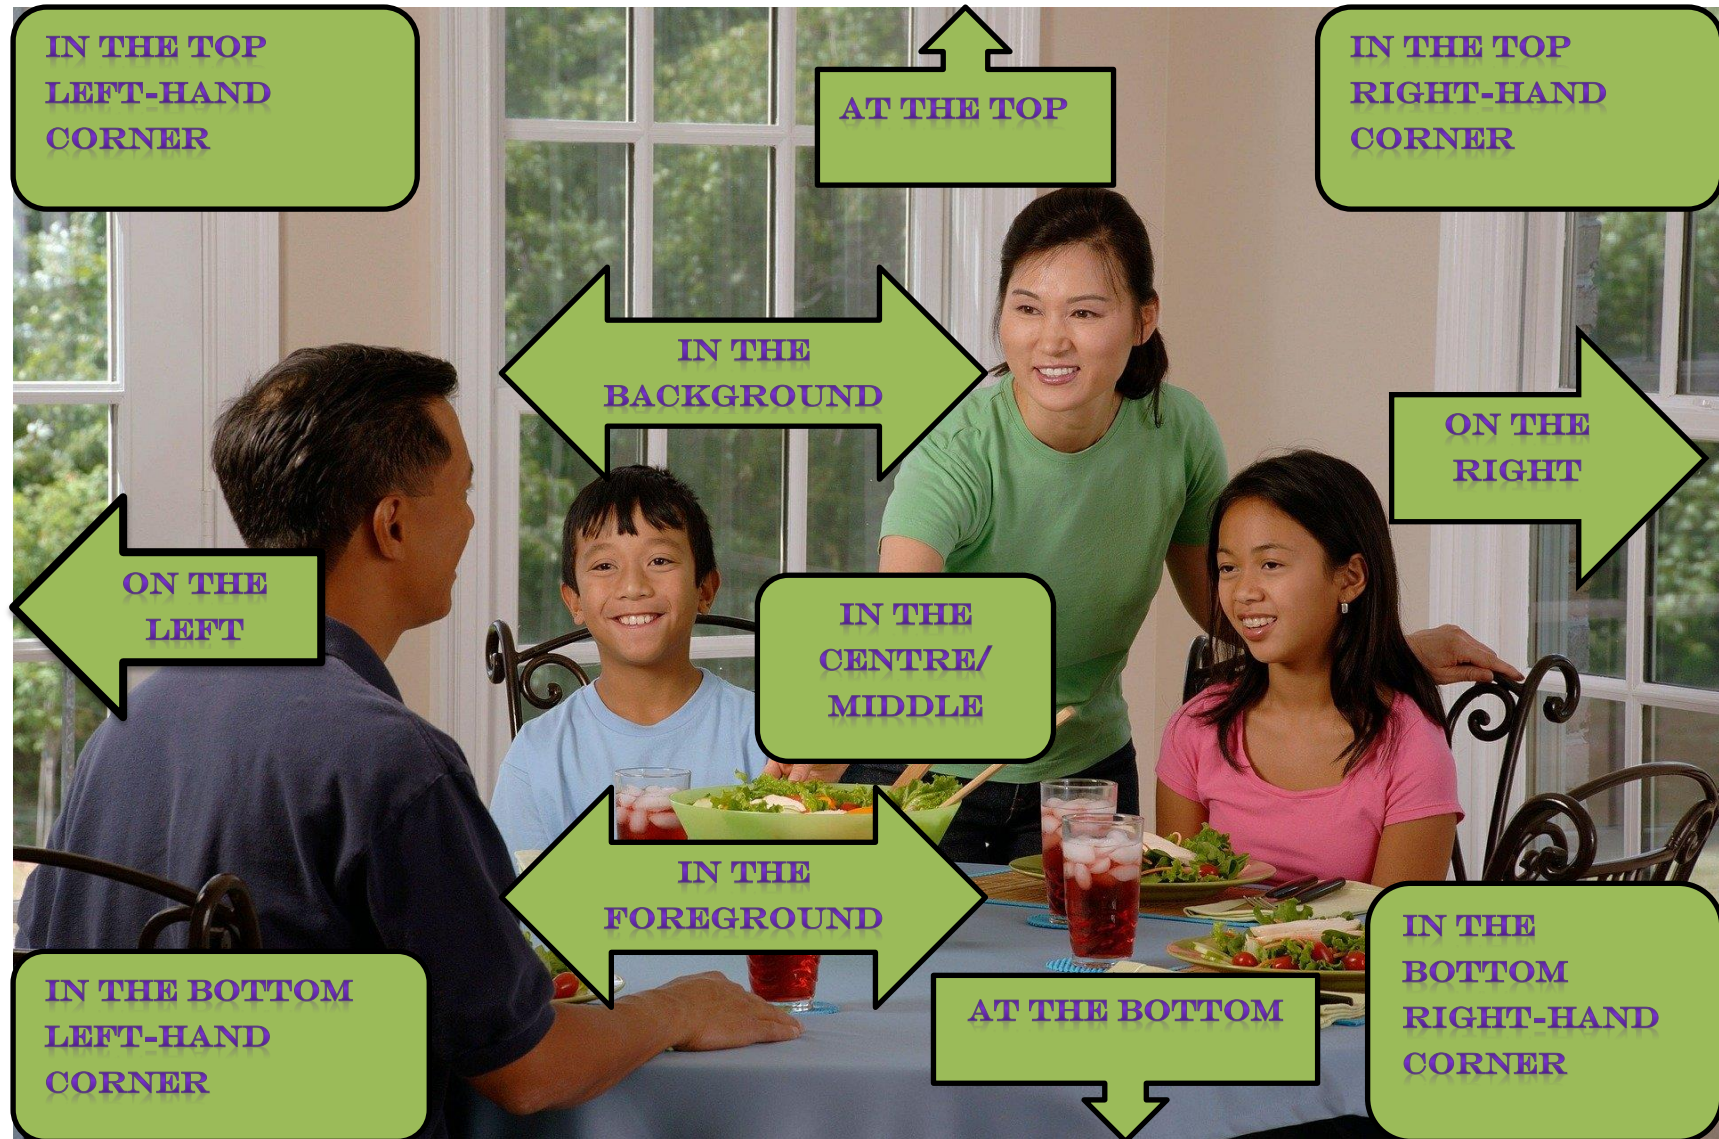 IN THE TOP
LEFT-HAND
CORNER
AT THE TOP
IN THE TOP
RIGHT-HAND
CORNER
IN THE
BACKGROUND
ON THE
RIGHT
ON THE
LEFT
IN THE
CENTRE/
MIDDLE
IN THE
FOREGROUND
IN THE BOTTOM
LEFT-HAND
CORNER
AT THE BOTTOM
IN THE
BOTTOM
RIGHT-HAND
CORNER